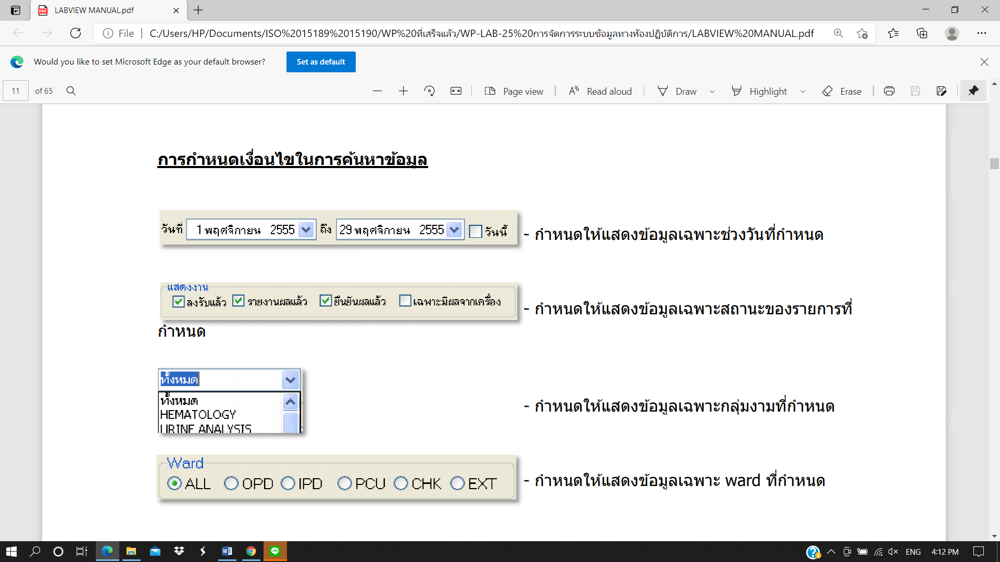 LABVIEW MANUAL.pdf
File
C:/Users/HP/Documents/ISO%2015189%2015190/WP%20ที่เสร็จแล้ว/WP-LAB-25%20การจัดการระบบข้อมูลทางห้องปฏิบัติการ/LABVIEW%20MANUAL.pdf
Would you like to set Microsoft Edge as your default browser? Set as default
11 of 65 Page view Read aloud Draw Highlight Erase
การกำหนดเงื่อนไขในการค้นหาข้อมูล
วันที่ 1 พฤศจิกายน 2555 ถึง 29 พฤศจิกายน 2555 วันนี้ - กำหนดให้แสดงข้อมูลเฉพาะช่วงวันที่กำหนด
แสดงงาน
ลงรับแล้ว รายงานผลแล้ว ยืนยันผลแล้ว เฉพาะมีผลจากเครื่อง - กำหนดให้แสดงข้อมูลเฉพาะสถานะของรายการที่
กำหนด
ทั้งหมด
ทั้งหมด - กำหนดให้แสดงข้อมูลเฉพาะกลุ่มงามที่กำหนด
HEMATOLOGY
URINE ANALYSIS
Ward
ALL OPD IPD PCU CHK EXT - กำหนดให้แสดงข้อมูลเฉพาะ ward ที่กำหนด
ENG 4:12 PM